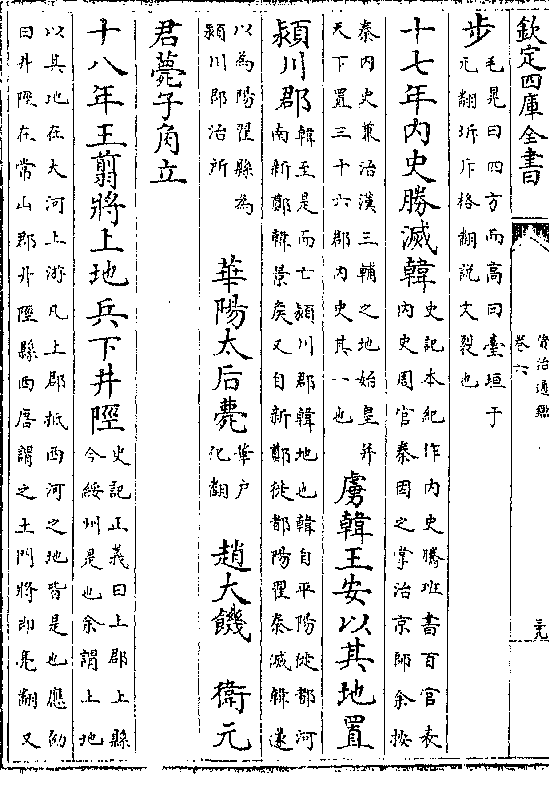 欽定四庫全書
資治通鑑
卷六
步毛晃曰四方而高曰臺垣于
元翻坼斥格翻說文裂也
十七年内史勝滅韓史記本紀作内史騰班書百官表
内史周官秦因之掌治京師余按
秦内史兼治漢三輔之地始皇并
天下置三十六郡内史其一也
虜韓王安以其地置
潁川郡韓至是而亡潁川郡韓地也韓自平陽徙都河
南新鄭韓景矦又自新鄭徙都陽翟秦滅韓遂
以為陽翟縣為
潁川郡治所
華陽太后薨華户
化翻
趙大饑
衛元
君薨子角立
十八年王翦將上地兵下井陘史記正義曰上郡上縣
今綏州是也余謂上地
以其地在大河上游凡上郡抵西河之地皆是也應劭
曰井陘在常山郡井陘縣西唐謂之土門將即亮翻又